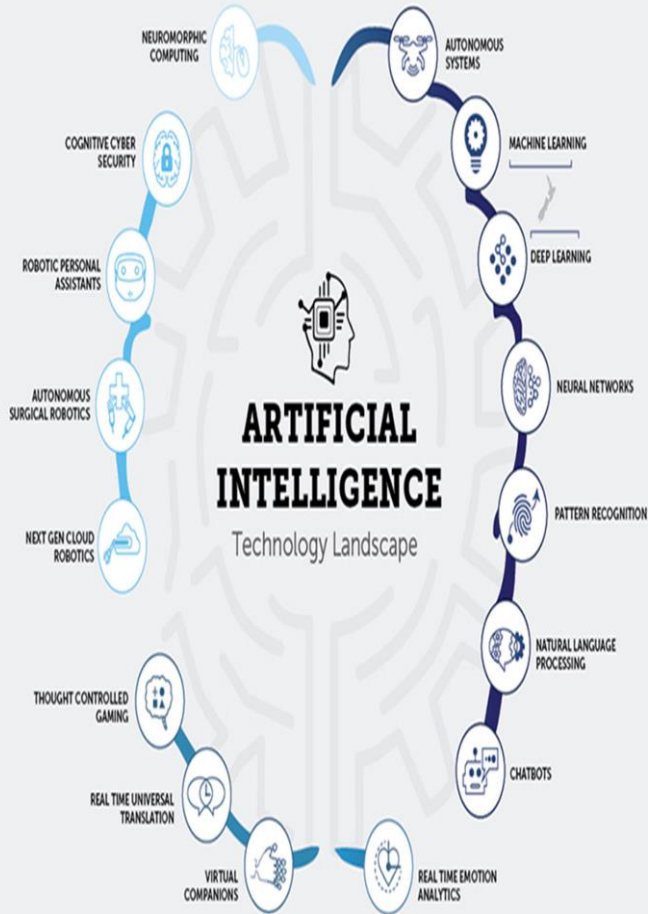 NEUROMORPHIC
COMPUTING
AUTONOMOUS
SYSTEMS
COGNITIVE CYBER
SECURITY
MACHINE LEARNING
ROBOTIC PERSONAL
ASSISTANTS
DEEP LEARNING
AUTONOMOUS
SURGICAL ROBOTICS
NEURAL NETWORKS
ARTIFICIAL
INTELLIGENCE
Technology Landscape
NEXT GEN CLOUD
ROBOTICS
PATTERN RECOGNITION
NATURAL LANGUAGE
PROCESSING
THOUGHT CONTROLLED
GAMING
CHATBOTS
REAL TIME UNIVERSAL
TRANSLATION
VIRTUAL
COMPANIONS
REAL TIME EMOTION
ANALYTICS